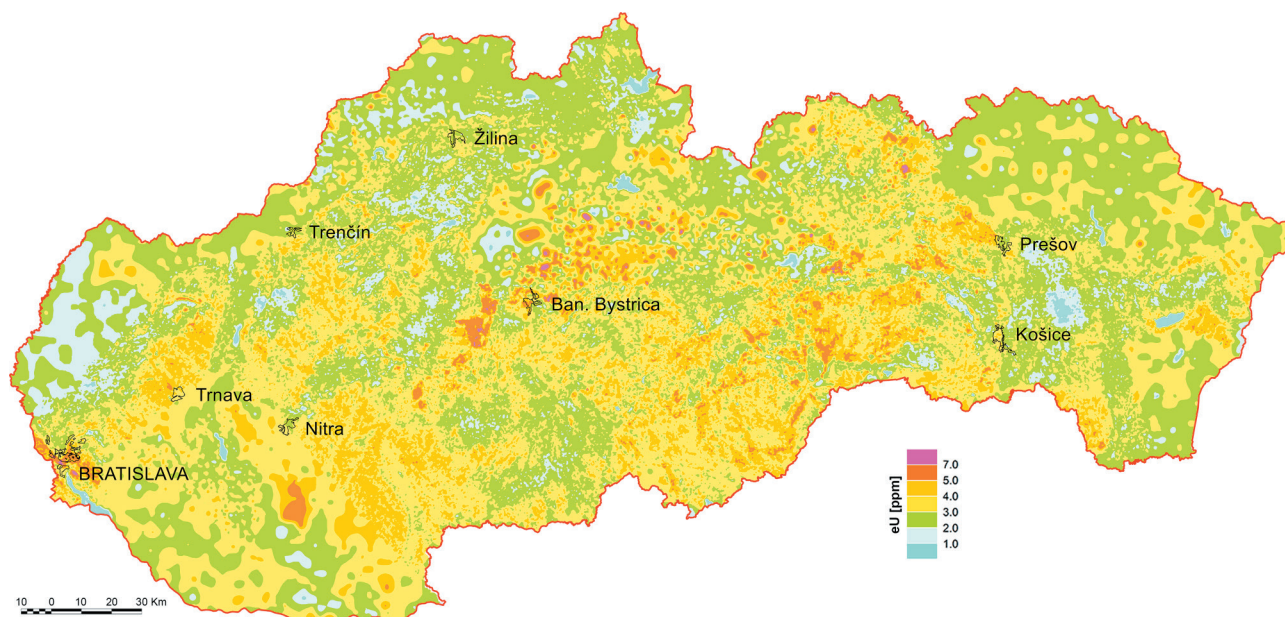 Žilina
Trenčín
Prešov
Ban. Bystrica
Košice
Trnava
Nitra
BRATISLAVA
eU [ppm]
7.0
5.0
4.0
3.0
2.0
1.0
10 0 10 20 30 Km